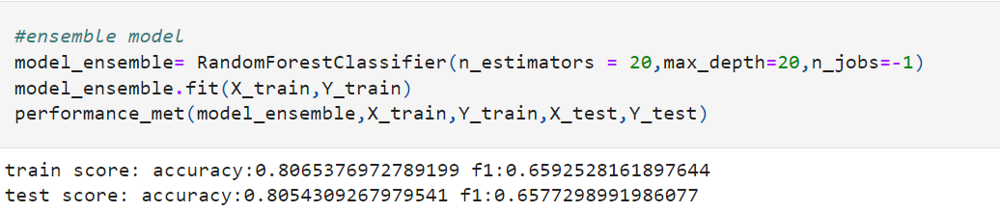 #ensemble model
model_ensemble= RandomForestClassifier(n_estimators = 20,max_depth=20,n_jobs=-1)
model_ensemble.fit(X_train,Y_train)
performance_met(model_ensemble,X_train,Y_train,X_test,Y_test)
train score: accuracy:0.8065376972789199 f1:0.6592528161897644
test score: accuracy:0.8054309267979541 f1:0.6577298991986077